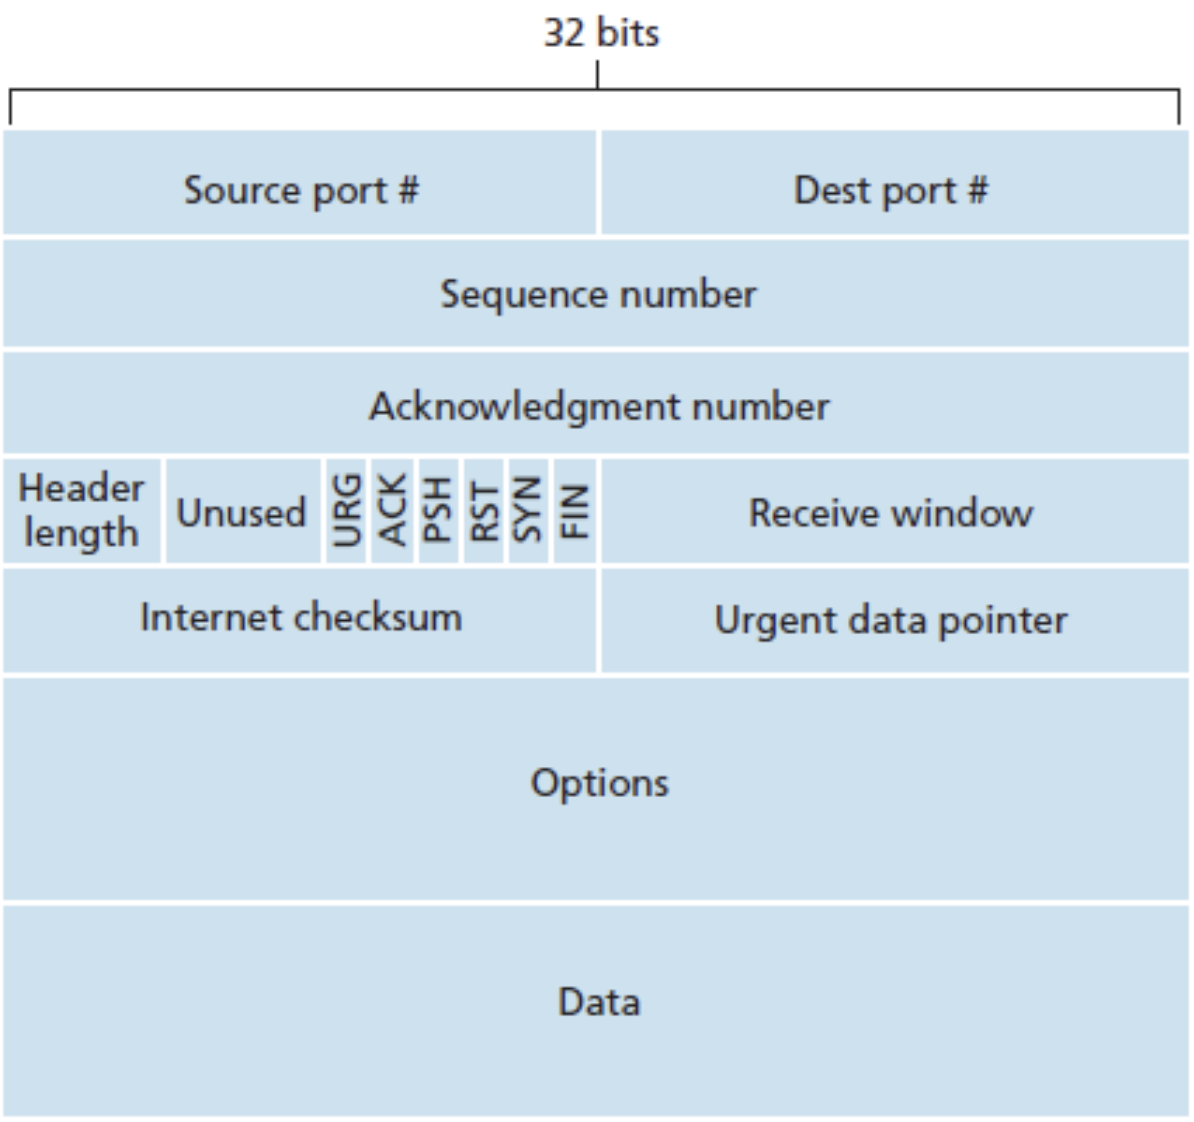 32 bits
Source port #
Dest port #
Sequence number
Acknowledgment number
Header
length
Unused
URG
ACK
PSH
RST
SYN
FIN
Receive window
Internet checksum
Urgent data pointer
Options
Data